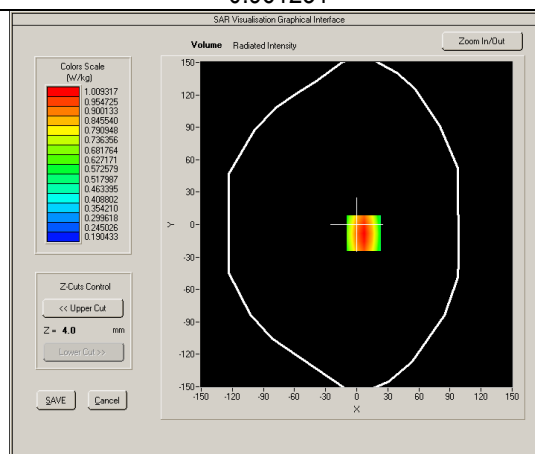 SAR Visualisation Graphical Interface
Volume Radiated Intensity
Zoom In/Out
Colors Scale
(W/kg)
1.009317
0.954725
0.900133
0.845540
0.790948
0.736356
0.681764
0.627171
0.572579
0.517987
0.463395
0.408802
0.354210
0.299618
0.245026
0.190433
Z-Cuts Control
<< Upper Cut
Z = 4.0 mm
Lower Cut >>
SAVE Cancel
150
120
90
60
30
0
-30
-60
-90
-120
-150
Y
-150 -120 -90 -60 -30 0 30 60 90 120 150
X